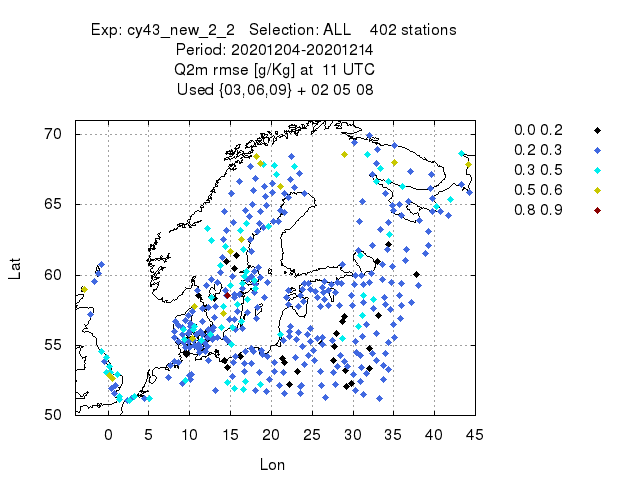 Exp: cy43_new_2_2 Selection: ALL 402 stations
Period: 20201204-20201214
Q2m rmse [g/Kg] at 11 UTC
Used {03,06,09} + 02 05 08
70
65
60
55
50
Lat
0 5 10 15 20 25 30 35 40 45
Lon
0.0 0.2
0.2 0.3
0.3 0.5
0.5 0.6
0.8 0.9